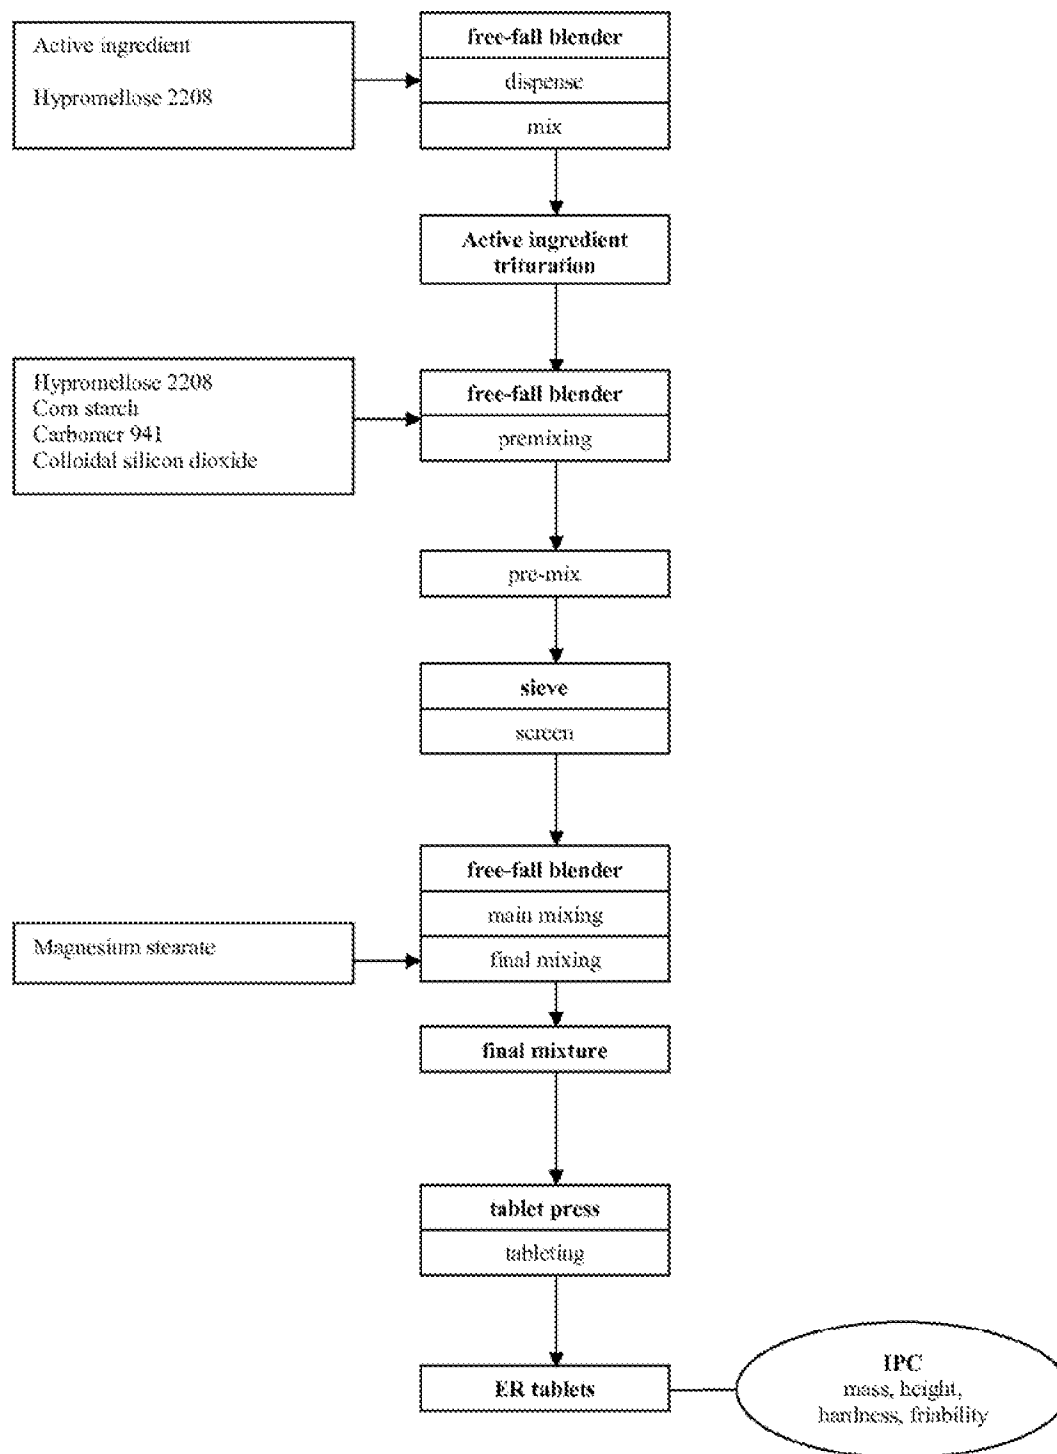 Active ingredient
Hypromellose 2208
free-fall blender
dispense
mix
Active ingredient
trituration
Hypromellose 2208
Corn starch
Carbomer 941
Colloidal silicon dioxide
free-fall blender
premixing
pre-mix
sieve
screen
free-fall blender
main mixing
Magnesium stearate
final mixing
final mixture
tablet press
tableting
ER tablets
IPC
mass, height,
hardness, friability